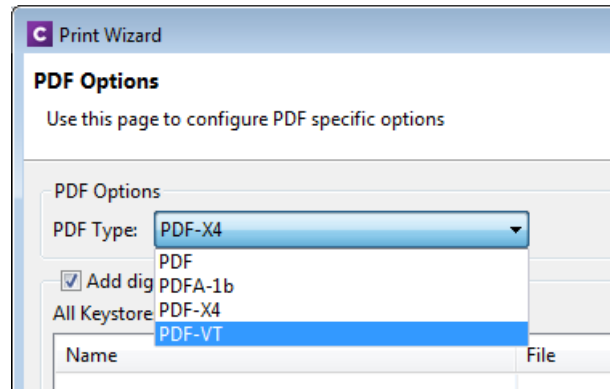 C Print Wizard
PDF Options
Use this page to configure PDF specific options
PDF Options
PDF Type: PDF-X4
PDF
Add dig
PDFA-1b
All Keystore
PDF-X4
PDF-VT
Name File